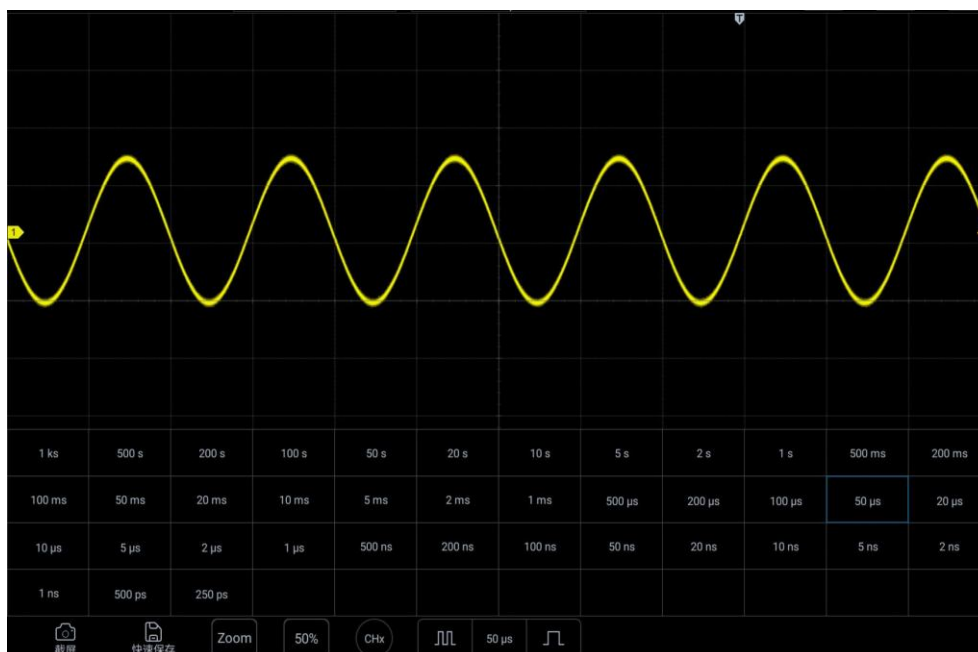 T
1
1 ks 500 s 200 s 100 s 50 s 20 s 10 s 5 s 2 s 1 s 500 ms 200 ms
100 ms 50 ms 20 ms 10 ms 5 ms 2 ms 1 ms 500 µs 200 µs 100 µs 50 µs 20 µs
10 µs 5 µs 2 µs 1 µs 500 ns 200 ns 100 ns 50 ns 20 ns 10 ns 5 ns 2 ns
1 ns 500 ps 250 ps
截屏 快速保存 Zoom 50% CHx 50 µs